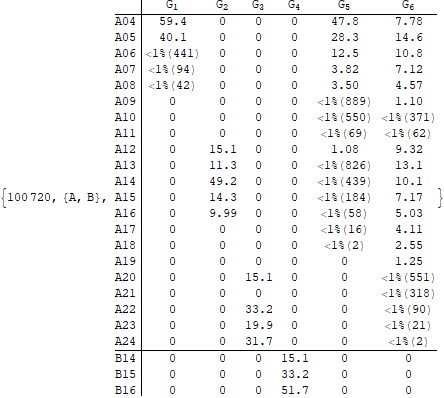 G1 G2 G3 G4 G5 G6
A04 59.4 0 0 0 47.8 7.78
A05 40.1 0 0 0 28.3 14.6
A06 <1%(441) 0 0 0 12.5 10.8
A07 <1%(94) 0 0 0 3.82 7.12
A08 <1%(42) 0 0 0 3.50 4.57
A09 0 0 0 0 <1%(889) 1.10
A10 0 0 0 0 <1%(550) <1%(371)
A11 0 0 0 0 <1%(69) <1%(62)
A12 0 15.1 0 0 1.08 9.32
A13 0 11.3 0 0 <1%(826) 13.1
A14 0 49.2 0 0 <1%(439) 10.1
{100720, {A, B}, A15 0 14.3 0 0 <1%(184) 7.17 }
A16 0 9.99 0 0 <1%(58) 5.03
A17 0 0 0 0 <1%(16) 4.11
A18 0 0 0 0 <1%(2) 2.55
A19 0 0 0 0 0 1.25
A20 0 0 15.1 0 0 <1%(551)
A21 0 0 0 0 0 <1%(318)
A22 0 0 33.2 0 0 <1%(90)
A23 0 0 19.9 0 0 <1%(21)
A24 0 0 31.7 0 0 <1%(2)
B14 0 0 0 15.1 0 0
B15 0 0 0 33.2 0 0
B16 0 0 0 51.7 0 0